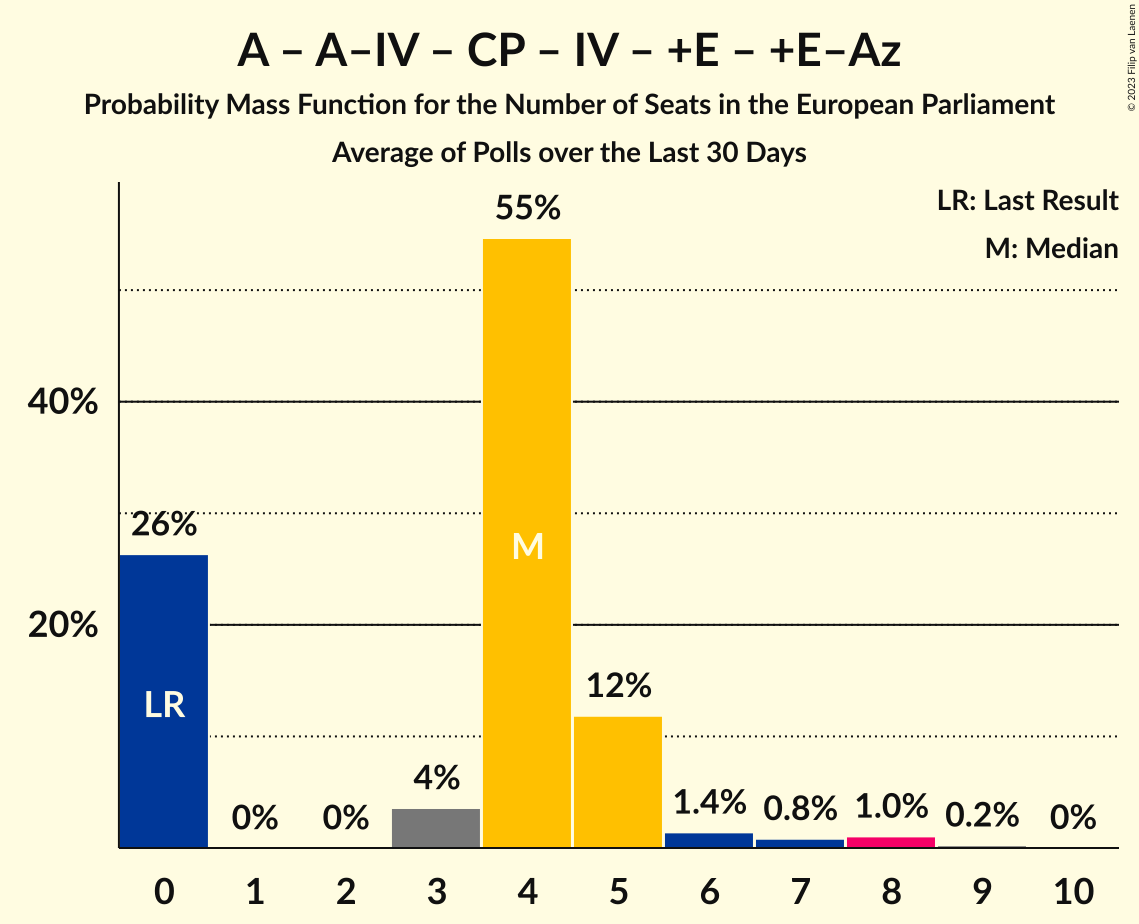 A – A–IV – CP – IV – +E – +E–Az
Probability Mass Function for the Number of Seats in the European Parliament
Average of Polls over the Last 30 Days
© 2023 Filip van Laenen
LR: Last Result
M: Median
55%
40%
26%
M
20%
12%
LR
4%
0% 0% 1.4% 0.8% 1.0% 0.2% 0%
0 1 2 3 4 5 6 7 8 9 10